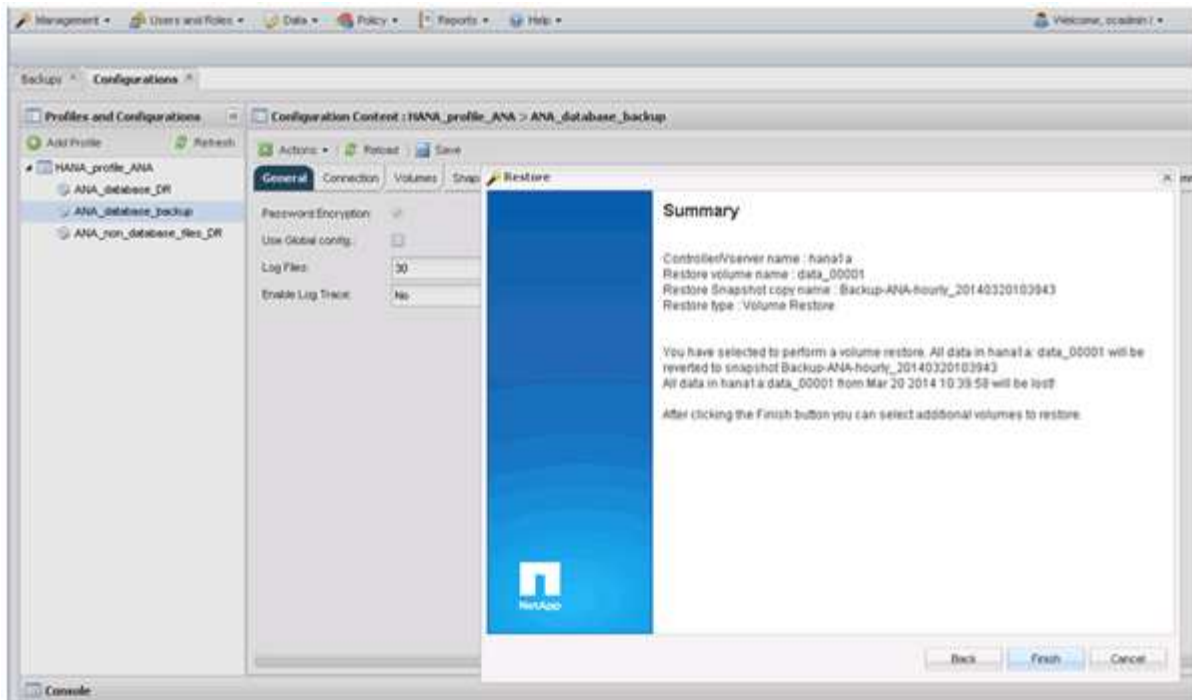 Management
Users and Roles
Data
Policy
Reports
Help
Welcome, scadmin !
Backups
Configurations
Profiles and Configurations
Add Profile
Refresh
HANA_profile_ANA
ANA_database_DR
ANA_database_backup
ANA_non_database_files_DR
Configuration Content : HANA_profile_ANA > ANA_database_backup
Actions
Reload
Save
General
Connection
Volumes
Snap
Password Encryption:
Use Global config.:
Log Files: 30
Enable Log Trace: No
Restore
Summary
Controller/Vserver name : hana1a
Restore volume name : data_00001
Restore Snapshot copy name : Backup-ANA-hourly_20140320103943
Restore type : Volume Restore
You have selected to perform a volume restore. All data in hana1a: data_00001 will be
reverted to snapshot Backup-ANA-hourly_20140320103943
All data in hana1a:data_00001 from Mar 20 2014 10:39:58 will be lost!
After clicking the Finish button you can select additional volumes to restore.
NetApp
Back
Finish
Cancel
Console